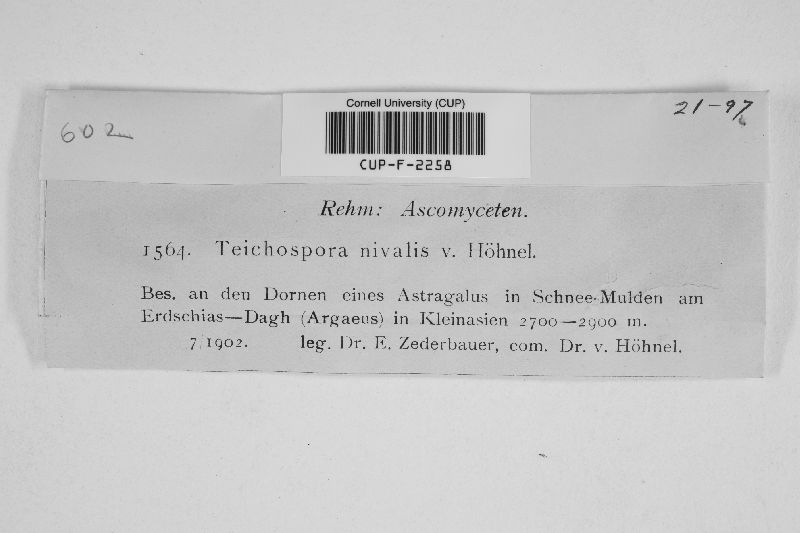 Cornell University (CUP)
CUP-F-2258
21-97
602
Rehm: Ascomyceten.
1564. Teichospora nivalis v. Höhnel.
Bes. an den Dornen eines Astragalus in Schnee-Mulden am
Erdschias—Dagh (Argaeus) in Kleinasien 2700—2900 m.
7/1902. leg. Dr. E. Zederbauer, com. Dr. v. Höhnel.